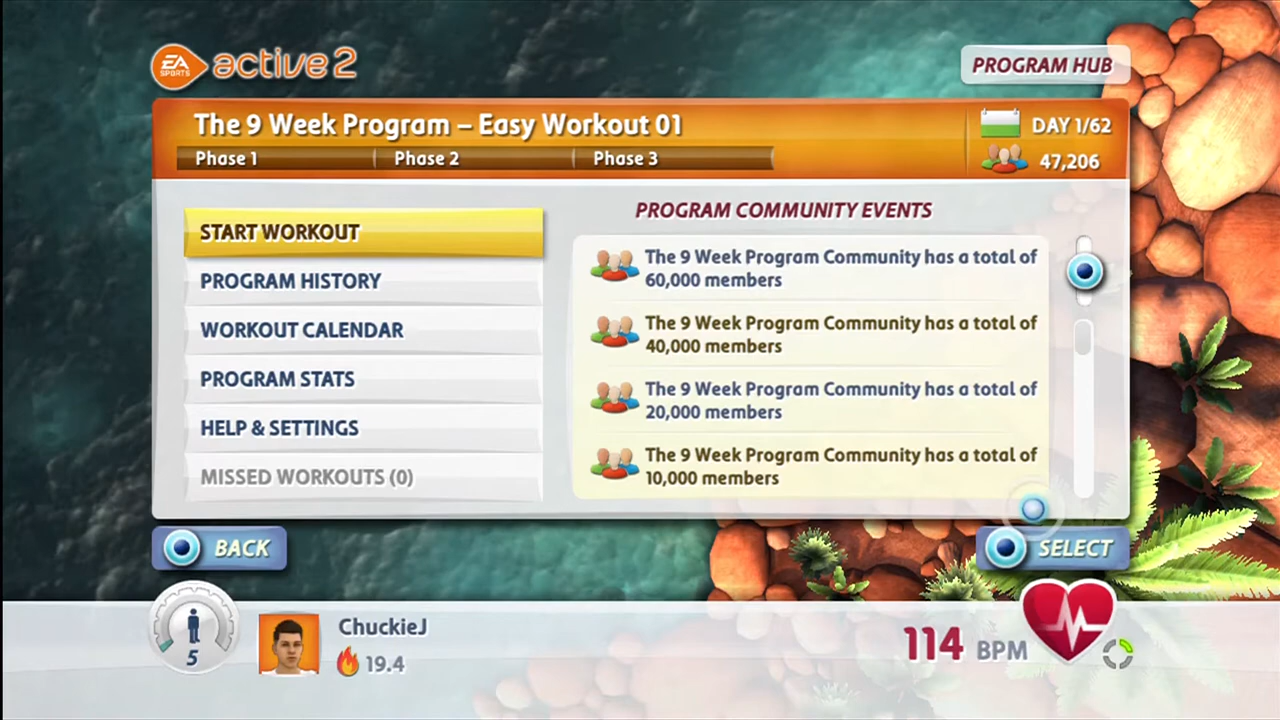 EA SPORTS active 2
PROGRAM HUB
The 9 Week Program – Easy Workout 01
DAY 1/62
Phase 1
Phase 2
Phase 3
47,206
START WORKOUT
PROGRAM HISTORY
WORKOUT CALENDAR
PROGRAM STATS
HELP & SETTINGS
MISSED WORKOUTS (0)
PROGRAM COMMUNITY EVENTS
The 9 Week Program Community has a total of
60,000 members
The 9 Week Program Community has a total of
40,000 members
The 9 Week Program Community has a total of
20,000 members
The 9 Week Program Community has a total of
10,000 members
BACK
SELECT
5
ChuckieJ
19.4
114 BPM